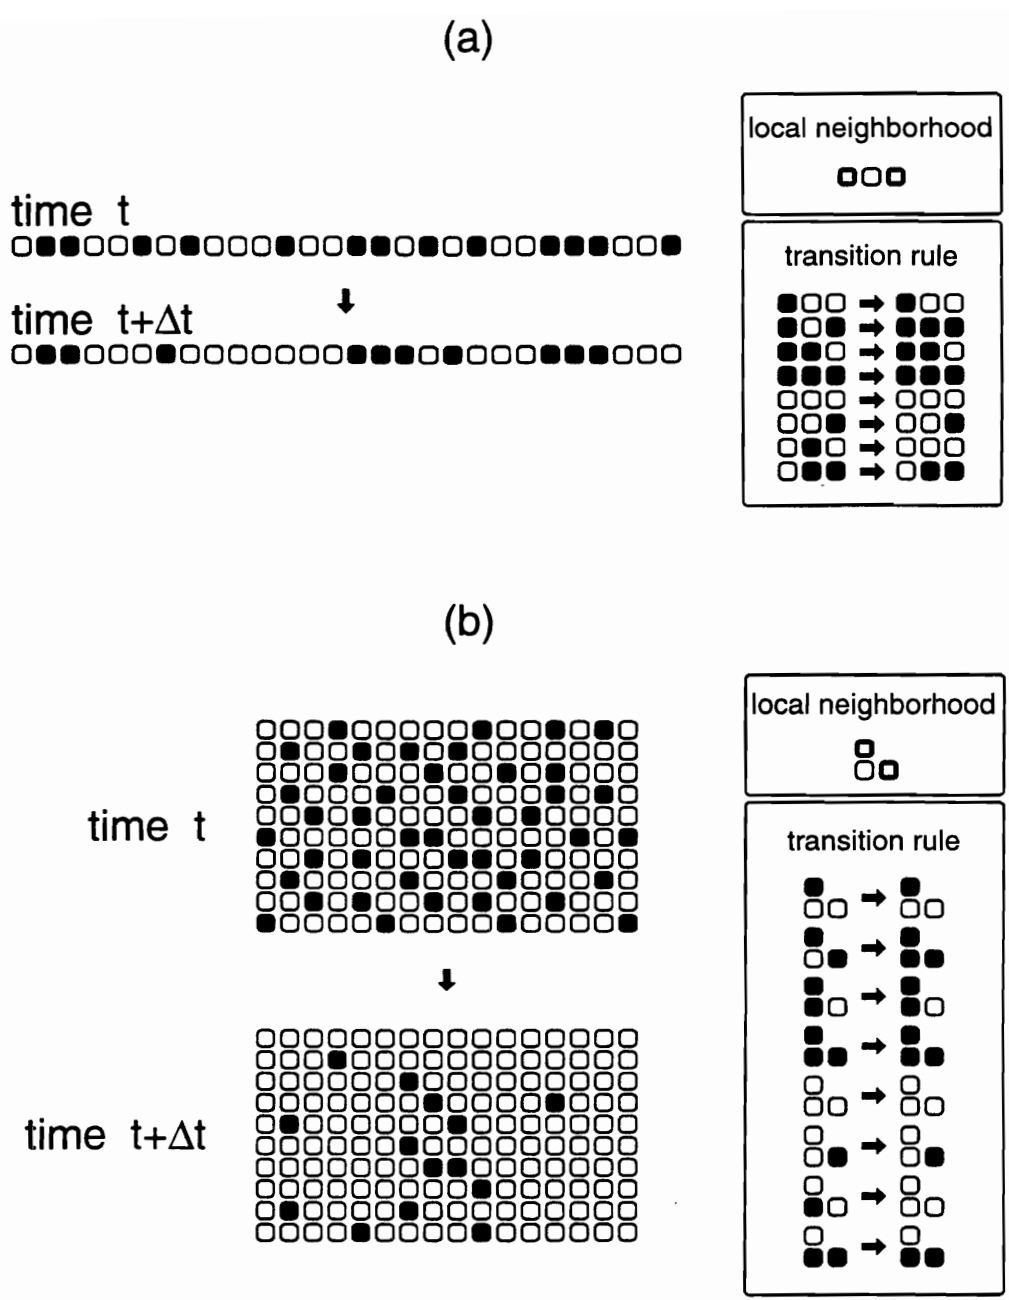 (a)
local neighborhood
time t
transition rule
time t+Δt
(b)
local neighborhood
time t
transition rule
time t+Δt